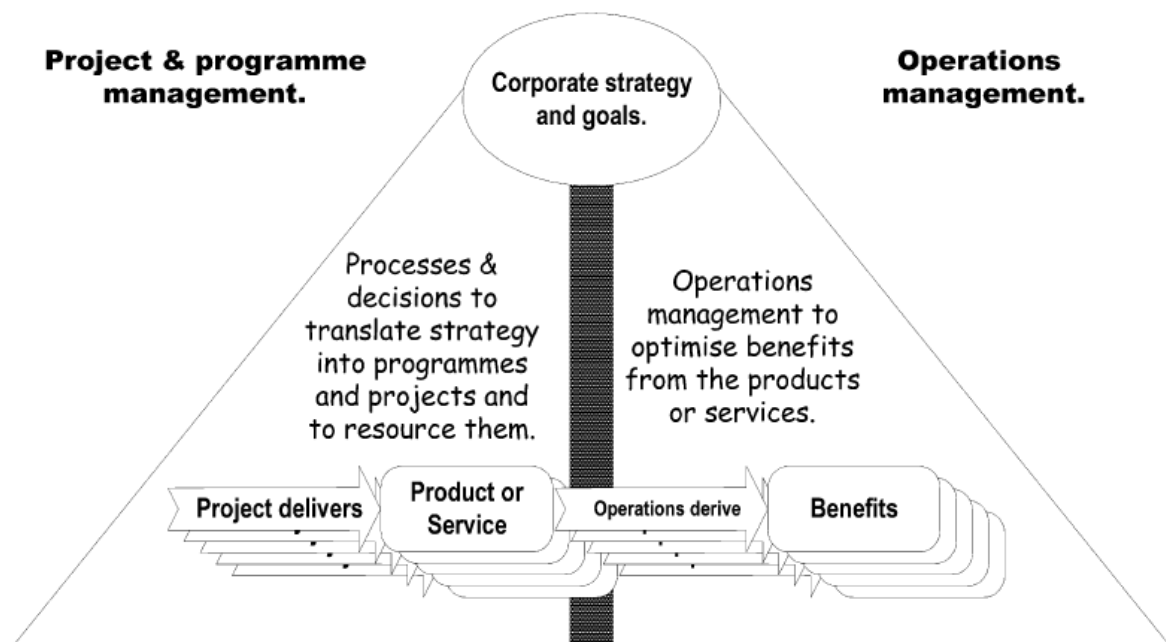 Project & programme
management.
Corporate strategy
and goals.
Operations
management.
Processes &
decisions to
translate strategy
into programmes
and projects and
to resource them.
Operations
management to
optimise benefits
from the products
or services.
Project delivers
Product or
Service
Operations derive
Benefits